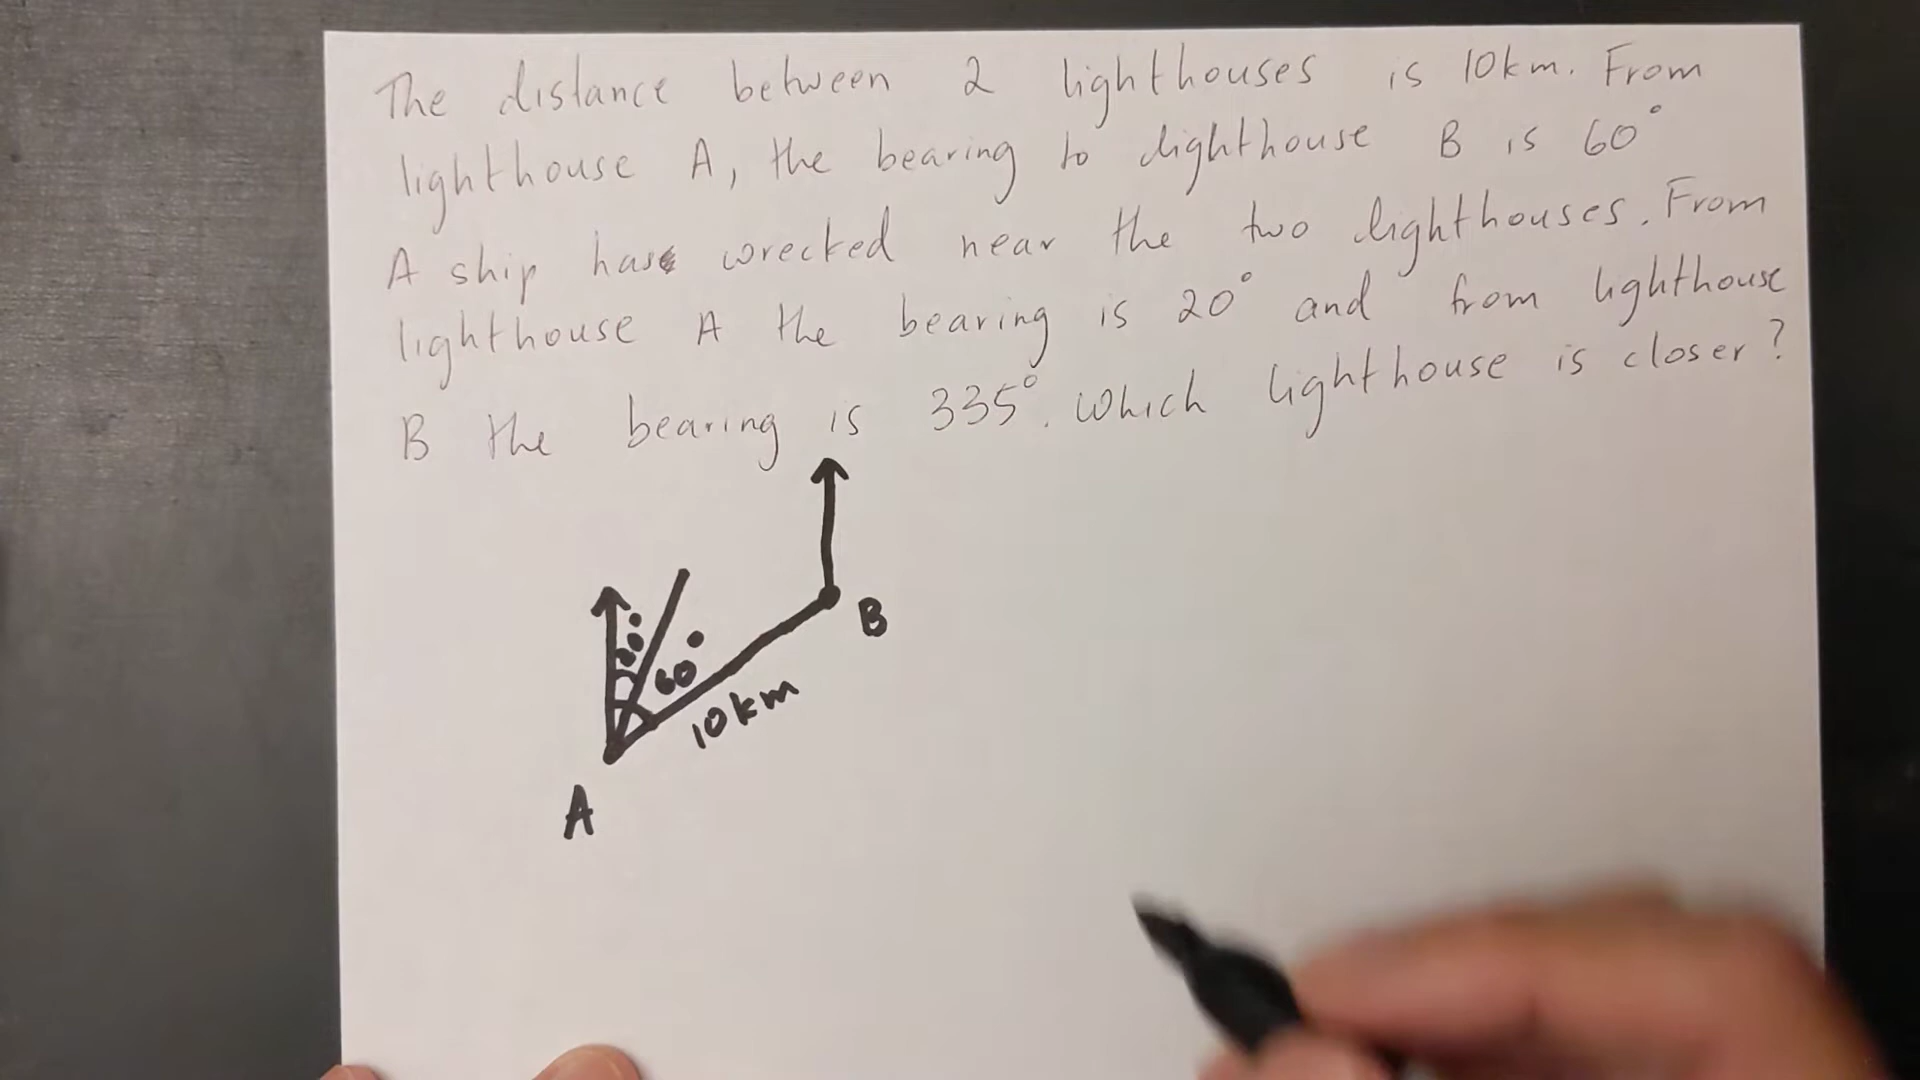 The distance between 2 lighthouses is 10km. From
lighthouse A, the bearing to lighthouse B is 60°
A ship has wrecked near the two lighthouses. From
lighthouse A the bearing is 20° and from lighthouse
B the bearing is 335°. Which lighthouse is closer?
B
20°
60°
10km
A